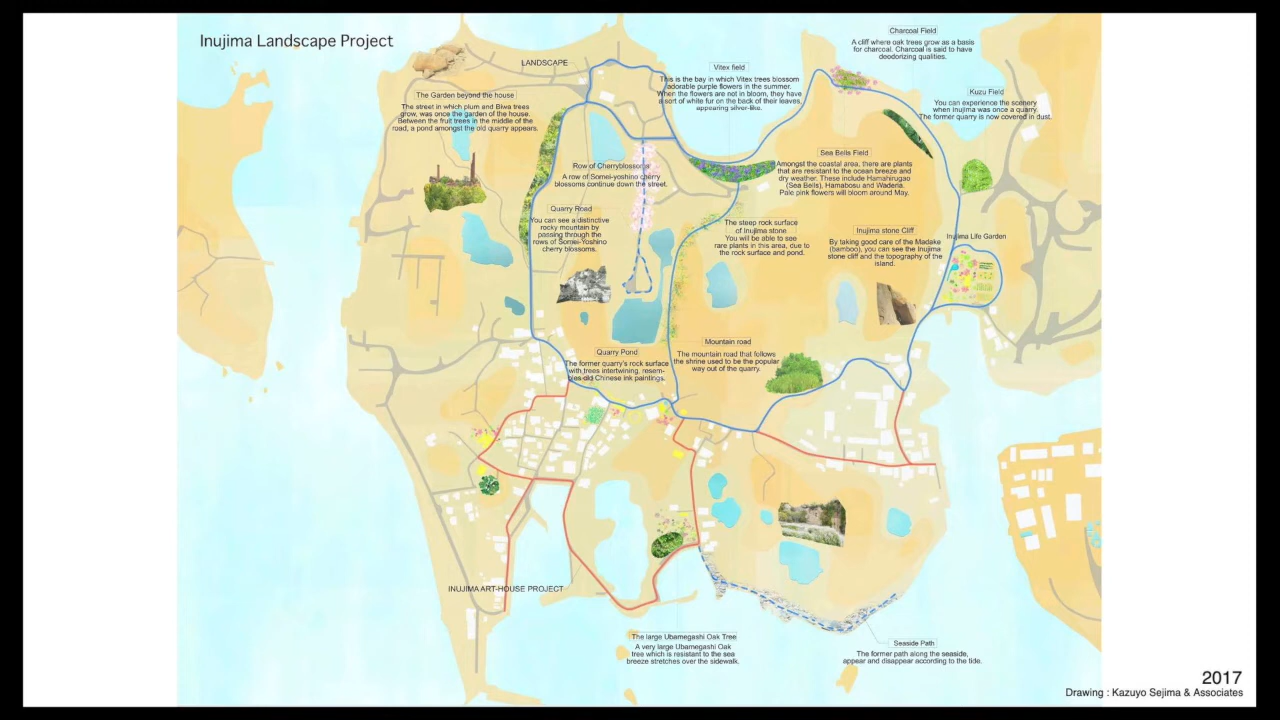 Inujima Landscape Project
LANDSCAPE
The Garden beyond the house
The street in which plum and Biwa trees
grow, was once the garden of the house.
Between the fruit trees in the middle of the
road, a pond amongst the old quarry appears.
Vitex field
This is the bay in which Vitex trees blossom
adorable purple flowers in the summer.
When the flowers are not in bloom, they have
a sort of white fur on the back of their leaves,
appearing silver-like.
Charcoal Field
A cliff where oak trees grow as a basis
for charcoal. Charcoal is said to have
deodorizing qualities.
Kuzu Field
You can experience the scenery
when Inujima was once a quarry.
The former quarry is now covered in dust.
Row of Cherryblossoms
A row of Somei-yoshino cherry
blossoms continue down the street.
Sea Bells Field
Amongst the coastal area, there are plants
that are resistant to the ocean breeze and
dry weather. These include Hamahirugao
(Sea Bells), Hamabosu and Waderia.
Pale pink flowers will bloom around May.
Quarry Road
You can see a distinctive
rocky mountain by
passing through the
rows of Somei-Yoshino
cherry blossoms.
The steep rock surface
of Inujima stone
You will be able to see
rare plants in this area, due to
the rock surface and pond.
Inujima stone Cliff
By taking good care of the Madake
(bamboo), you can see the Inujima
stone cliff and the topography of the
island.
Inujima Life Garden
Quarry Pond
The former quarry's rock surface
with trees intertwining, resem-
bles old Chinese ink paintings.
Mountain road
The mountain road that follows
the shrine used to be the popular
way out of the quarry.
INUJIMA ART-HOUSE PROJECT
The large Ubamegashi Oak Tree
A very large Ubamegashi Oak
tree which is resistant to the sea
breeze stretches over the sidewalk.
Seaside Path
The former path along the seaside,
appear and disappear according to the tide.
2017
Drawing : Kazuyo Sejima & Associates